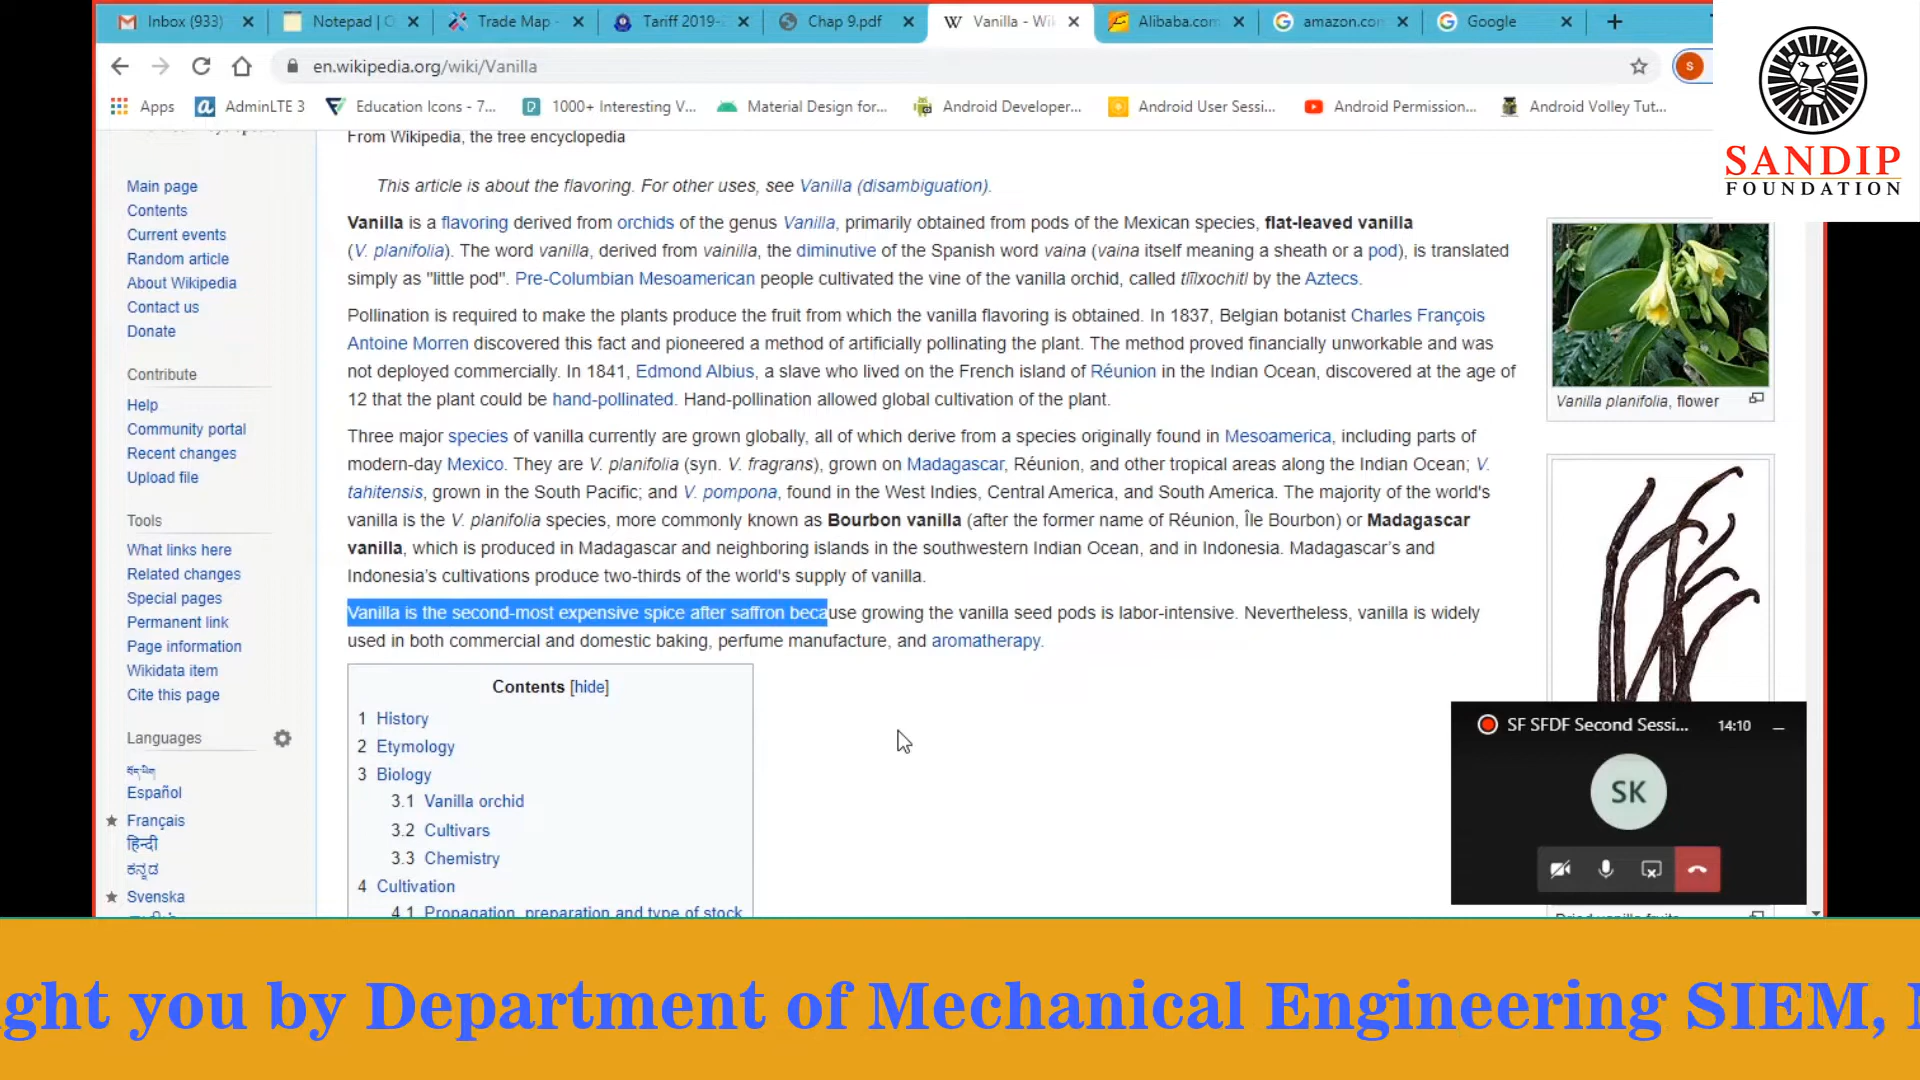 Inbox (933)
Notepad | O
Trade Map -
Tariff 2019-
Chap 9.pdf
Vanilla - Wi
Alibaba.com
amazon.co
Google
en.wikipedia.org/wiki/Vanilla
S
Apps
AdminLTE 3
Education Icons - 7...
1000+ Interesting V...
Material Design for...
Android Developer...
Android User Sessi...
Android Permission...
Android Volley Tut...
SANDIP
FOUNDATION
Main page
Contents
Current events
Random article
About Wikipedia
Contact us
Donate
Contribute
Help
Community portal
Recent changes
Upload file
Tools
What links here
Related changes
Special pages
Permanent link
Page information
Wikidata item
Cite this page
Languages
Español
Français
हिन्दी
ಕನ್ನಡ
Svenska
From Wikipedia, the free encyclopedia
This article is about the flavoring. For other uses, see Vanilla (disambiguation).
Vanilla is a flavoring derived from orchids of the genus Vanilla, primarily obtained from pods of the Mexican species, flat-leaved vanilla
(V. planifolia). The word vanilla, derived from vainilla, the diminutive of the Spanish word vaina (vaina itself meaning a sheath or a pod), is translated
simply as "little pod". Pre-Columbian Mesoamerican people cultivated the vine of the vanilla orchid, called tlīlxochitl by the Aztecs.
Pollination is required to make the plants produce the fruit from which the vanilla flavoring is obtained. In 1837, Belgian botanist Charles François
Antoine Morren discovered this fact and pioneered a method of artificially pollinating the plant. The method proved financially unworkable and was
not deployed commercially. In 1841, Edmond Albius, a slave who lived on the French island of Réunion in the Indian Ocean, discovered at the age of
12 that the plant could be hand-pollinated. Hand-pollination allowed global cultivation of the plant.
Three major species of vanilla currently are grown globally, all of which derive from a species originally found in Mesoamerica, including parts of
modern-day Mexico. They are V. planifolia (syn. V. fragrans), grown on Madagascar, Réunion, and other tropical areas along the Indian Ocean; V.
tahitensis, grown in the South Pacific; and V. pompona, found in the West Indies, Central America, and South America. The majority of the world's
vanilla is the V. planifolia species, more commonly known as Bourbon vanilla (after the former name of Réunion, Île Bourbon) or Madagascar
vanilla, which is produced in Madagascar and neighboring islands in the southwestern Indian Ocean, and in Indonesia. Madagascar's and
Indonesia's cultivations produce two-thirds of the world's supply of vanilla.
Vanilla is the second-most expensive spice after saffron because growing the vanilla seed pods is labor-intensive. Nevertheless, vanilla is widely
used in both commercial and domestic baking, perfume manufacture, and aromatherapy.
Contents [hide]
1 History
2 Etymology
3 Biology
3.1 Vanilla orchid
3.2 Cultivars
3.3 Chemistry
4 Cultivation
4.1 Propagation, preparation and type of stock
Vanilla planifolia, flower
Dried vanilla fruits
SF SFDF Second Sessi...
14:10
SK
ght you by Department of Mechanical Engineering SIEM,